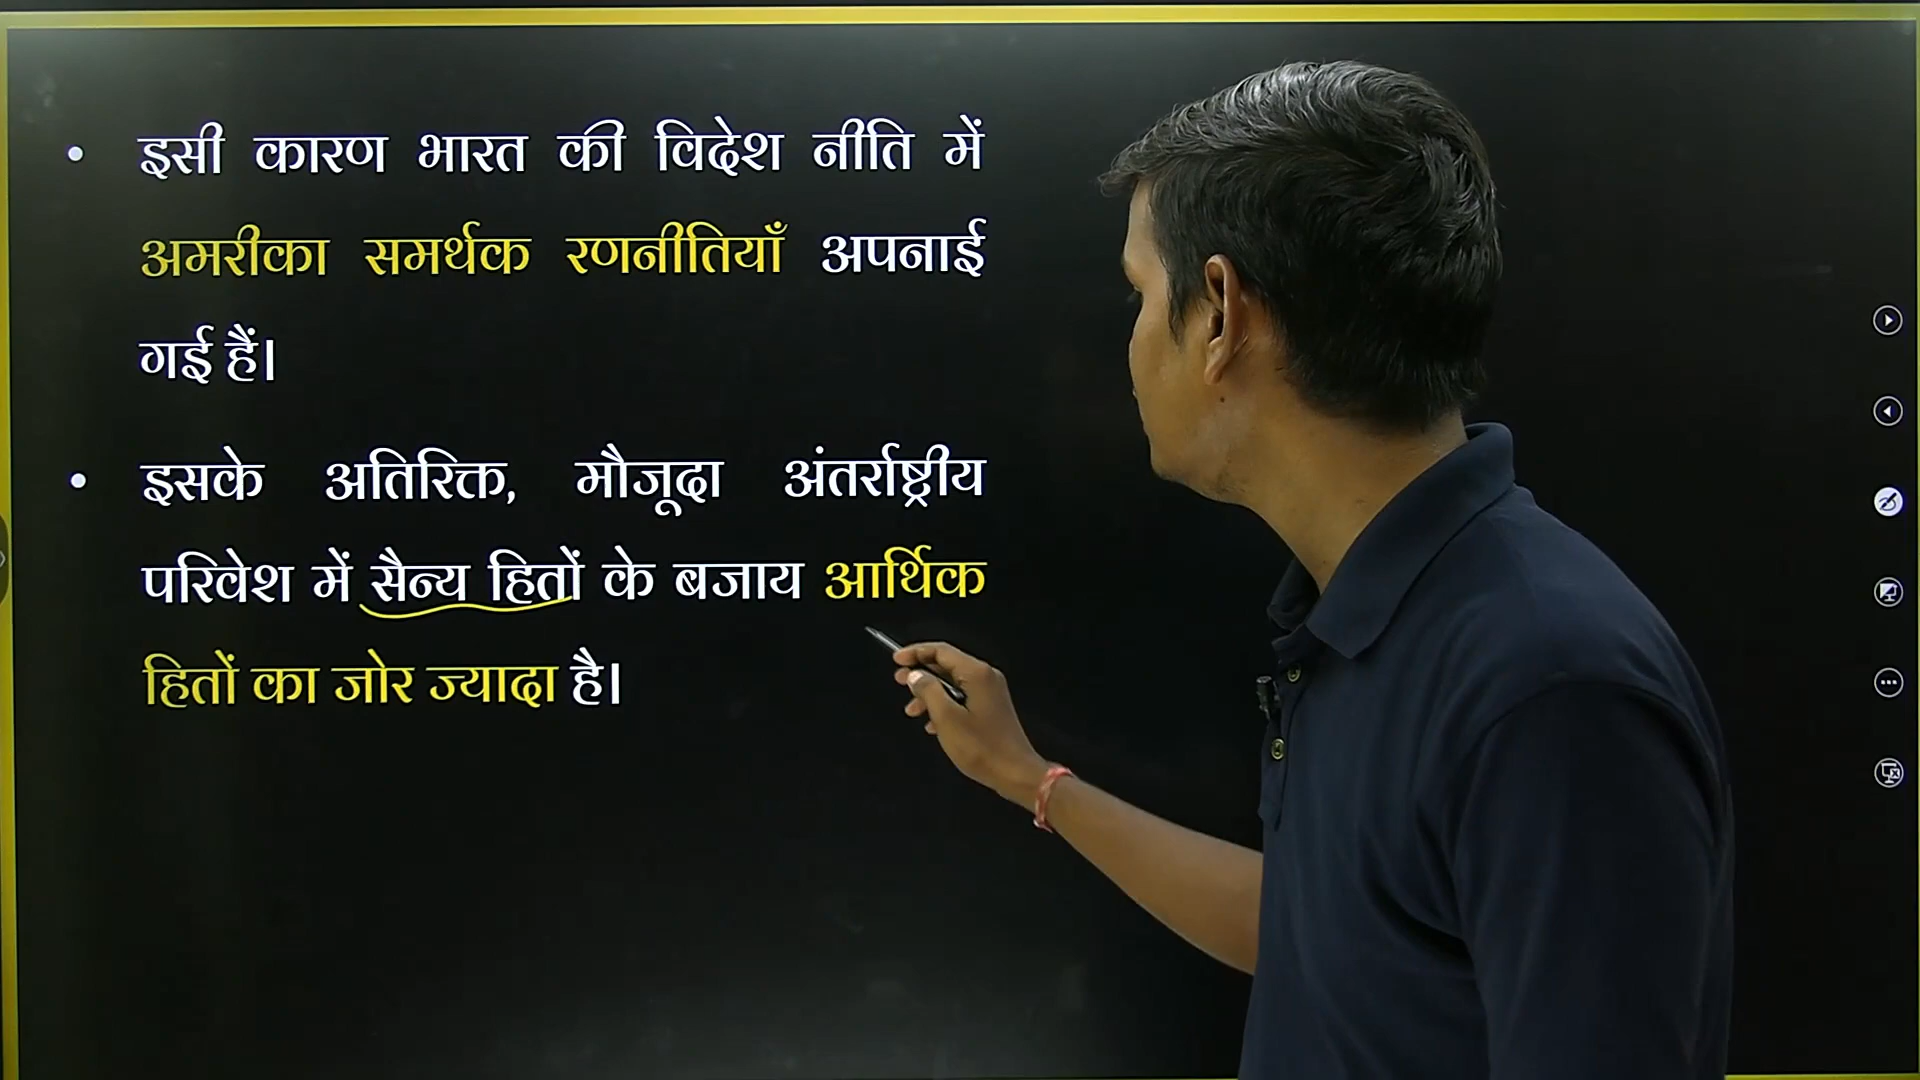 • इसी कारण भारत की विदेश नीति में
अमरीका समर्थक रणनीतियाँ अपनाई
गई हैं।
• इसके अतिरिक्त, मौजूदा अंतर्राष्ट्रीय
परिवेश में सैन्य हितों के बजाय आर्थिक
हितों का जोर ज्यादा है।